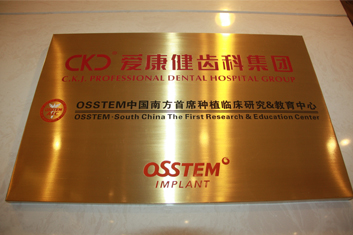 CKJ 爱康健齿科集团
C.K.J. PROFESSIONAL DENTAL HOSPITAL GROUP
OSSTEM中国南方首席种植临床研究&教育中心
OSSTEM·South China The First Research & Education Center
OSSTEM
IMPLANT